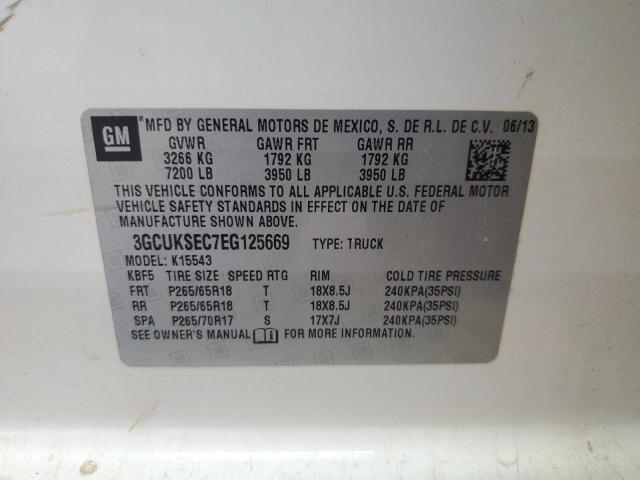 GM ® MFD BY GENERAL MOTORS DE MEXICO, S. DE R.L. DE C.V. 06/13
GVWR GAWR FRT GAWR RR
3266 KG 1792 KG 1792 KG
7200 LB 3950 LB 3950 LB
THIS VEHICLE CONFORMS TO ALL APPLICABLE U.S. FEDERAL MOTOR
VEHICLE SAFETY STANDARDS IN EFFECT ON THE DATE OF
MANUFACTURE SHOWN ABOVE.
3GCUKSEC7EG125669 TYPE: TRUCK
MODEL: K15543
KBF5 TIRE SIZE SPEED RTG RIM COLD TIRE PRESSURE
FRT P265/65R18 T 18X8.5J 240KPA(35PSI)
RR P265/65R18 T 18X8.5J 240KPA(35PSI)
SPA P265/70R17 S 17X7J 240KPA(35PSI)
SEE OWNER'S MANUAL FOR MORE INFORMATION.